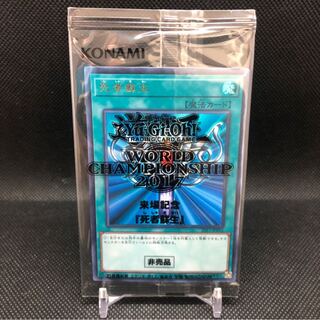 KONAMI
死者蘇生
【魔法カード】
Yu-Gi-Oh!
TRADING CARD GAME
WORLD
CHAMPIONSHIP
2017
来場記念
『死者蘇生』
非売品